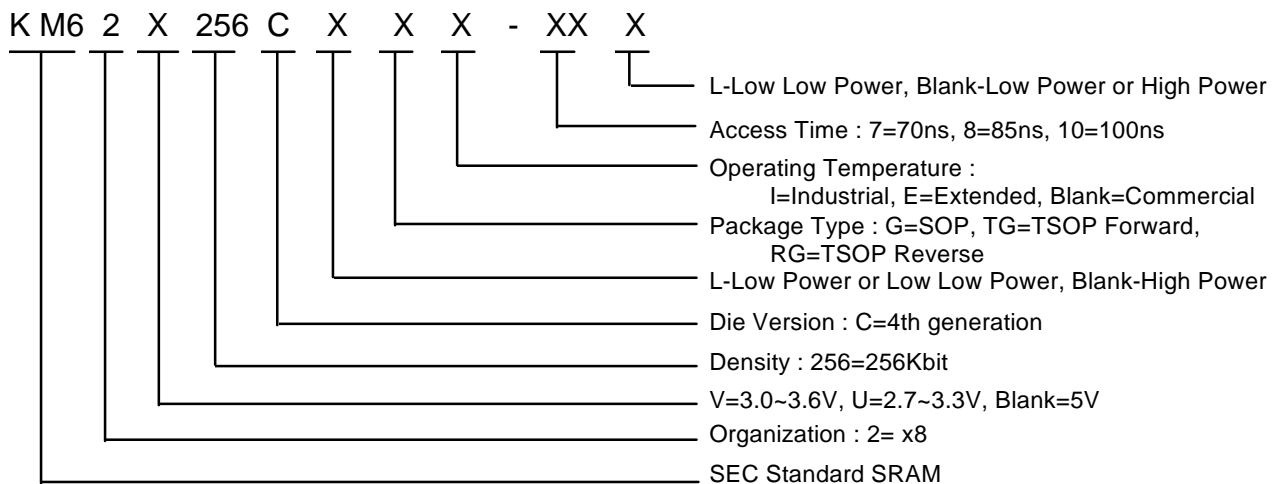 K M6 2 X 256 C X X X - XX X
L-Low Low Power, Blank-Low Power or High Power
Access Time : 7=70ns, 8=85ns, 10=100ns
Operating Temperature :
I=Industrial, E=Extended, Blank=Commercial
Package Type : G=SOP, TG=TSOP Forward,
RG=TSOP Reverse
L-Low Power or Low Low Power, Blank-High Power
Die Version : C=4th generation
Density : 256=256Kbit
V=3.0~3.6V, U=2.7~3.3V, Blank=5V
Organization : 2= x8
SEC Standard SRAM